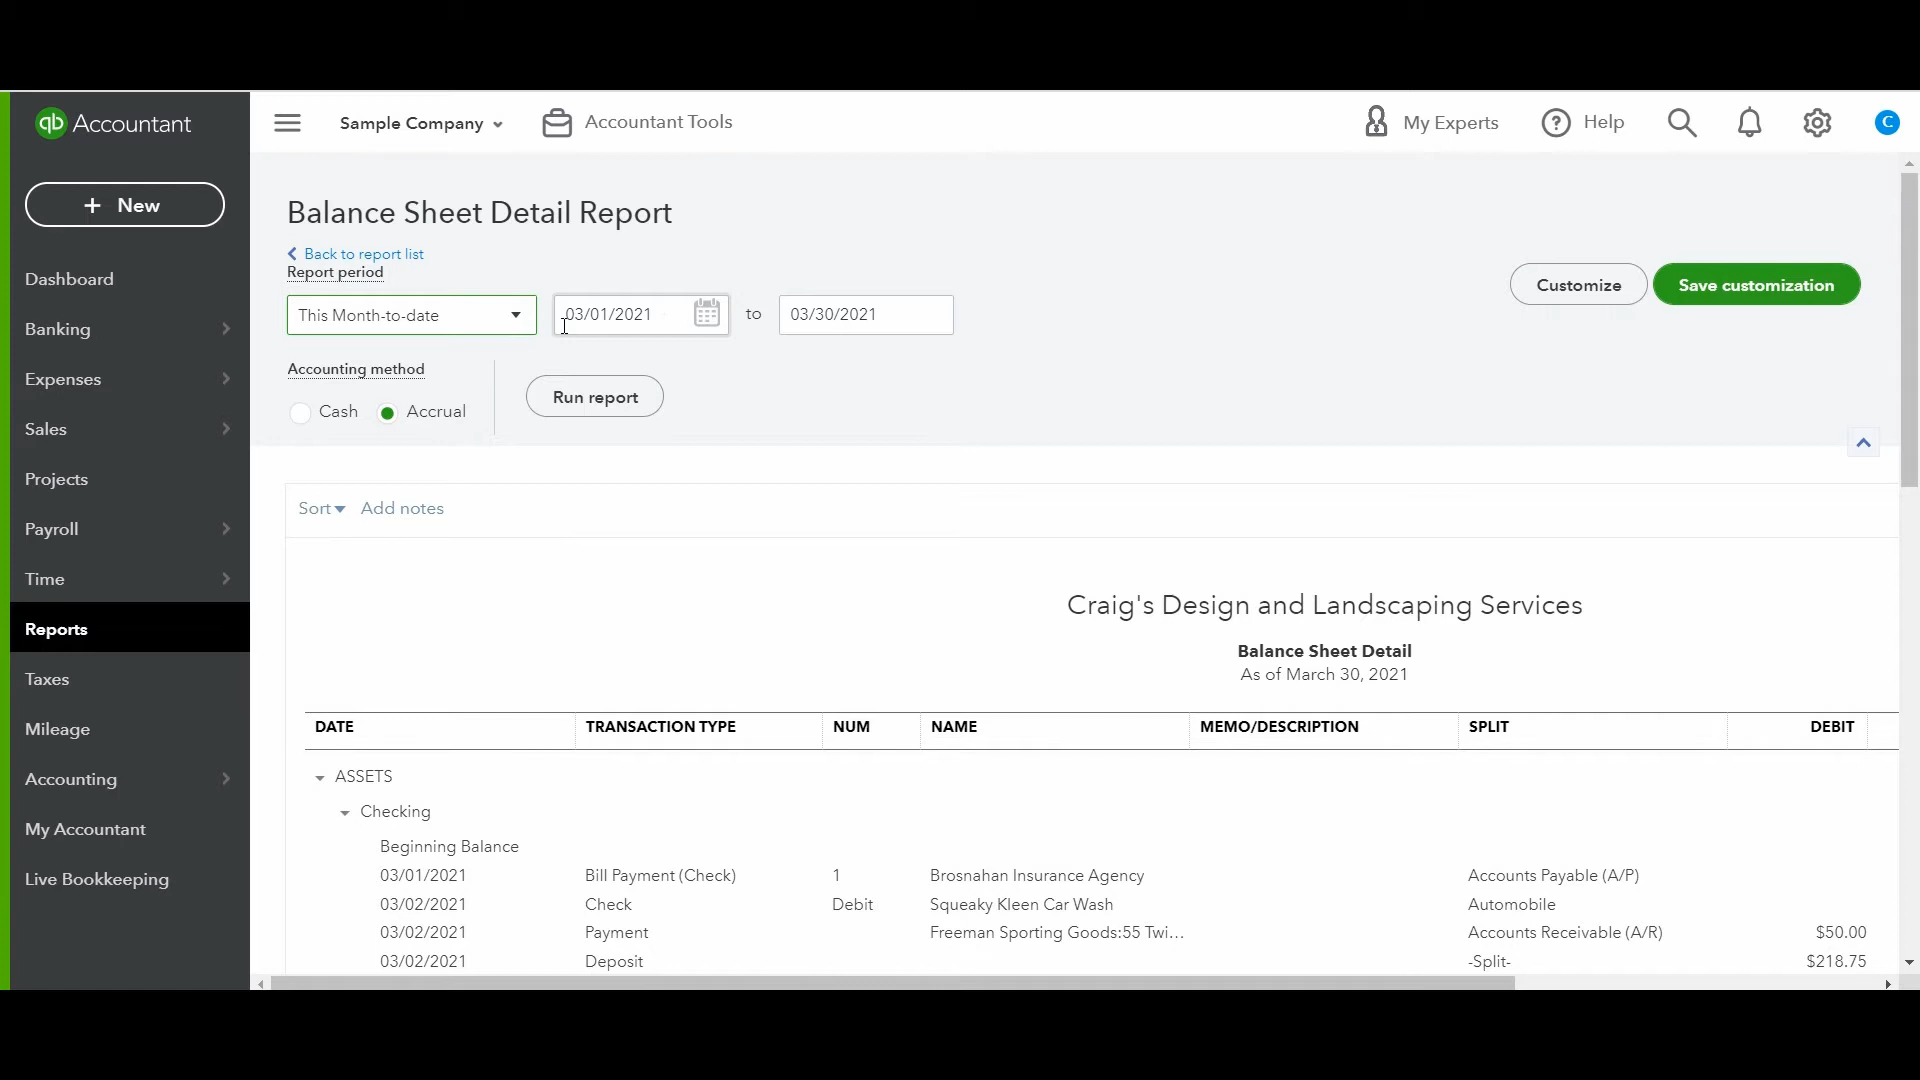 qb Accountant
Sample Company
Accountant Tools
My Experts
Help
C
+ New
Dashboard
Banking
Expenses
Sales
Projects
Payroll
Time
Reports
Taxes
Mileage
Accounting
My Accountant
Live Bookkeeping
Balance Sheet Detail Report
Back to report list
Report period
This Month-to-date 03/01/2021 to 03/30/2021
Customize Save customization
Accounting method
Cash Accrual
Run report
Sort Add notes
Craig's Design and Landscaping Services
Balance Sheet Detail
As of March 30, 2021
DATE TRANSACTION TYPE NUM NAME MEMO/DESCRIPTION SPLIT DEBIT
ASSETS
Checking
Beginning Balance
03/01/2021 Bill Payment (Check) 1 Brosnahan Insurance Agency Accounts Payable (A/P)
03/02/2021 Check Debit Squeaky Kleen Car Wash Automobile
03/02/2021 Payment Freeman Sporting Goods:55 Twi... Accounts Receivable (A/R) $50.00
03/02/2021 Deposit -Split- $218.75